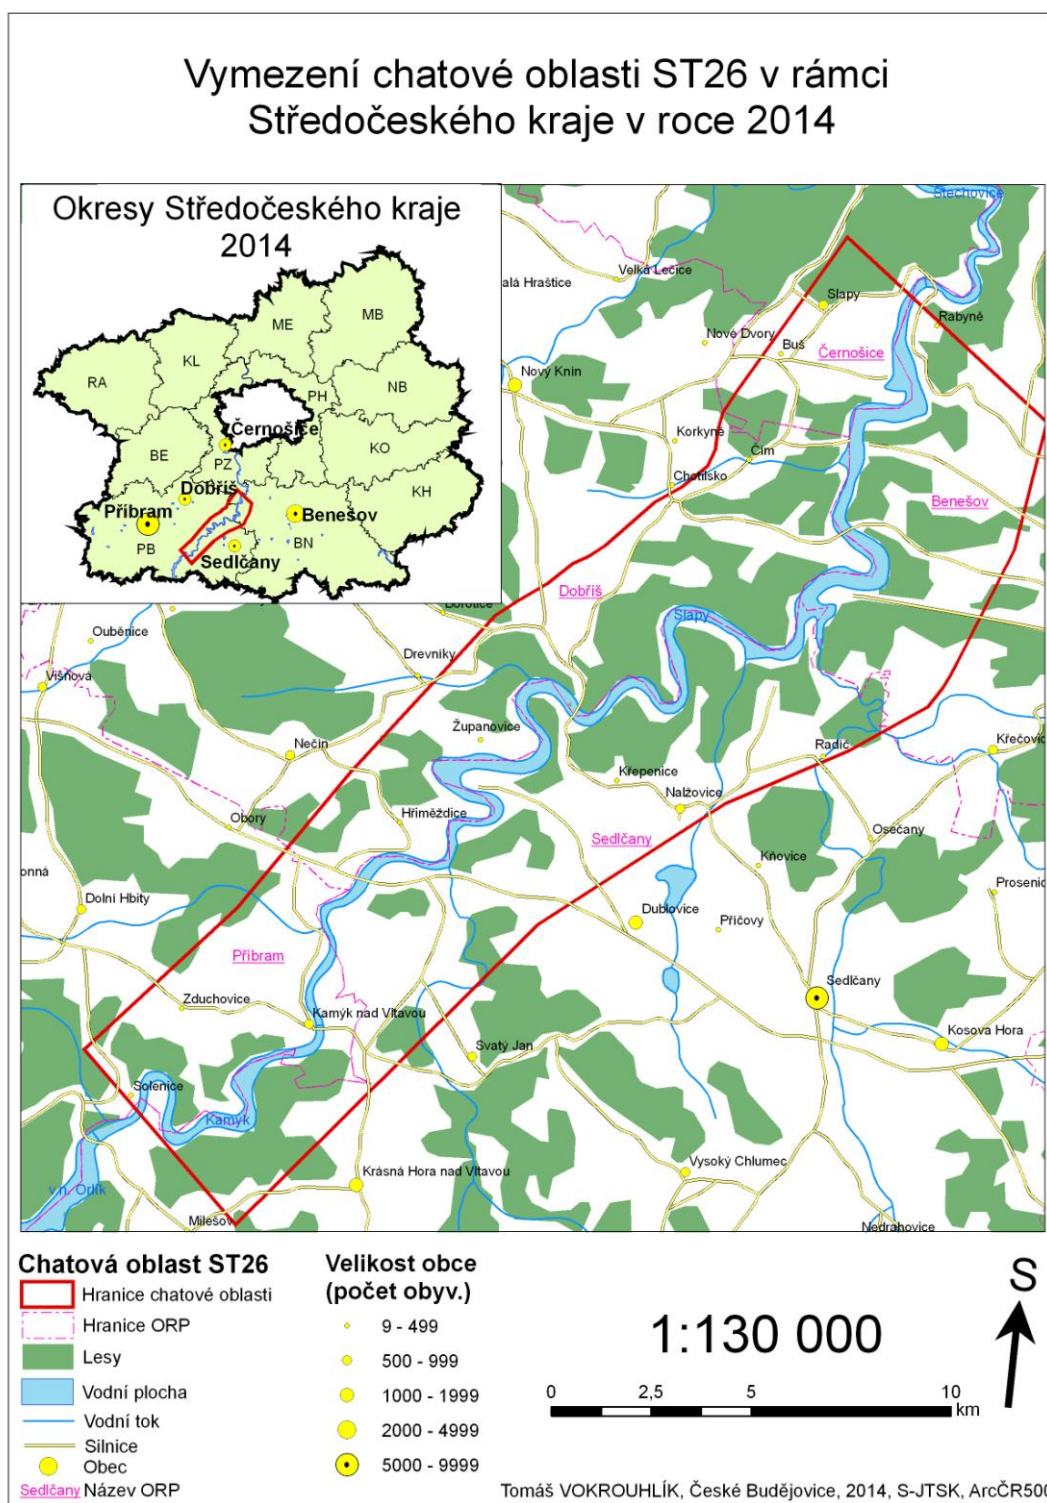 Vymezení chatové oblasti ST26 v rámci
Středočeského kraje v roce 2014
Okresy Středočeského kraje
2014
ME
MB
KL
RA
PH
NB
Černošice
BE
PZ
KO
Dobříš
KH
Příbram
Benešov
PB
BN
Sedlčany
Štěchovice
Velká Lečice
alá Hraštice
Slapy
Rabyně
Nové Dvory
Buš
Černošice
Nový Knín
Korkyně
Čím
Chotilsko
Benešov
Dobříš
Slapy
Ouběnice
Drevníky
Višňová
Županovice
Nečín
Radíč
Křečovic
Křepenice
Nalžovice
Hříměždice
Obory
Osečany
Sedlčany
Kňovice
onná
Prosenic
Dolní Hbity
Dublovice
Příčovy
Příbram
Sedlčany
Zduchovice
Kamýk nad Vltavou
Kosova Hora
Svatý Jan
Solenice
Kamýk
Vysoký Chlumec
Krásná Hora nad Vltavou
v.n. Orlík
Milešov
Nedrahovice
Chatová oblast ST26
Hranice chatové oblasti
Hranice ORP
Lesy
Vodní plocha
Vodní tok
Silnice
Obec
Sedlčany Název ORP
Velikost obce
(počet obyv.)
9 - 499
500 - 999
1000 - 1999
2000 - 4999
5000 - 9999
1:130 000
0 2,5 5 10
km
S
Tomáš VOKROUHLÍK, České Budějovice, 2014, S-JTSK, ArcČR500